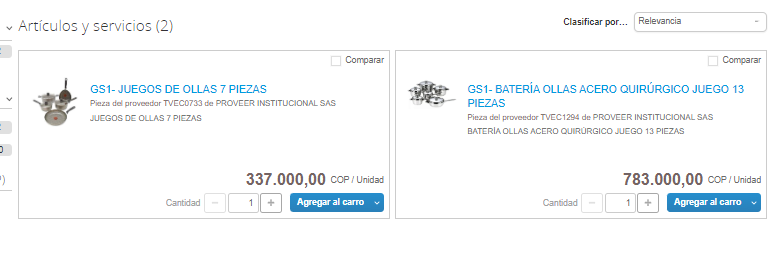 Artículos y servicios (2)
Clasificar por...
Relevancia
Comparar
GS1- JUEGOS DE OLLAS 7 PIEZAS
Pieza del proveedor TVEC0733 de PROVEER INSTITUCIONAL SAS
JUEGOS DE OLLAS 7 PIEZAS
337.000,00 COP / Unidad
Cantidad − 1 + Agregar al carro
Comparar
GS1- BATERÍA OLLAS ACERO QUIRÚRGICO JUEGO 13
PIEZAS
Pieza del proveedor TVEC1294 de PROVEER INSTITUCIONAL SAS
BATERÍA OLLAS ACERO QUIRÚRGICO JUEGO 13 PIEZAS
783.000,00 COP / Unidad
Cantidad − 1 + Agregar al carro